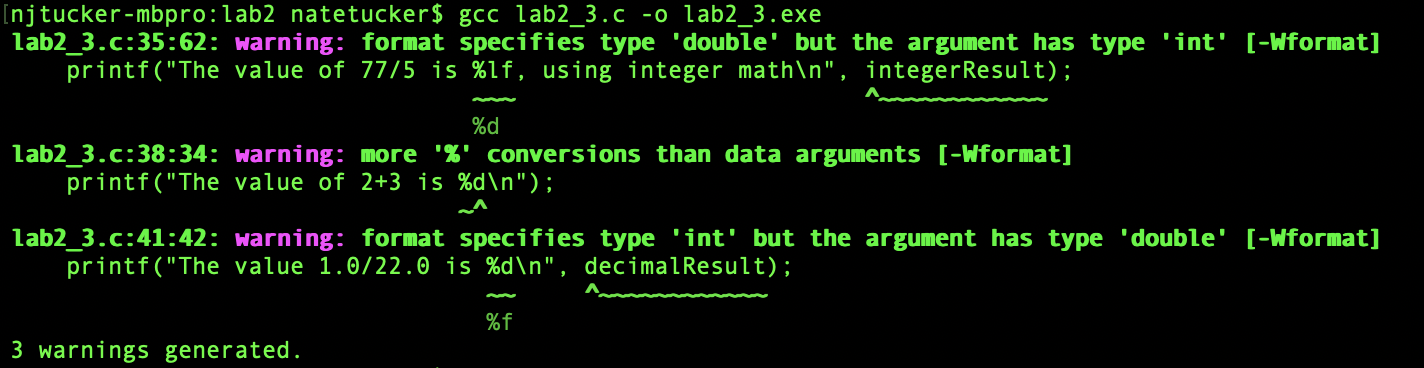 [njtucker-mbpro:lab2 natetucker$ gcc lab2_3.c -o lab2_3.exe
lab2_3.c:35:62: warning: format specifies type 'double' but the argument has type 'int' [-Wformat]
    printf("The value of 77/5 is %lf, using integer math\n", integerResult);
                                 ~~~                         ^~~~~~~~~~~~~
                                 %d
lab2_3.c:38:34: warning: more '%' conversions than data arguments [-Wformat]
    printf("The value of 2+3 is %d\n");
                                ~^
lab2_3.c:41:42: warning: format specifies type 'int' but the argument has type 'double' [-Wformat]
    printf("The value 1.0/22.0 is %d\n", decimalResult);
                                  ~~     ^~~~~~~~~~~~~
                                  %f
3 warnings generated.